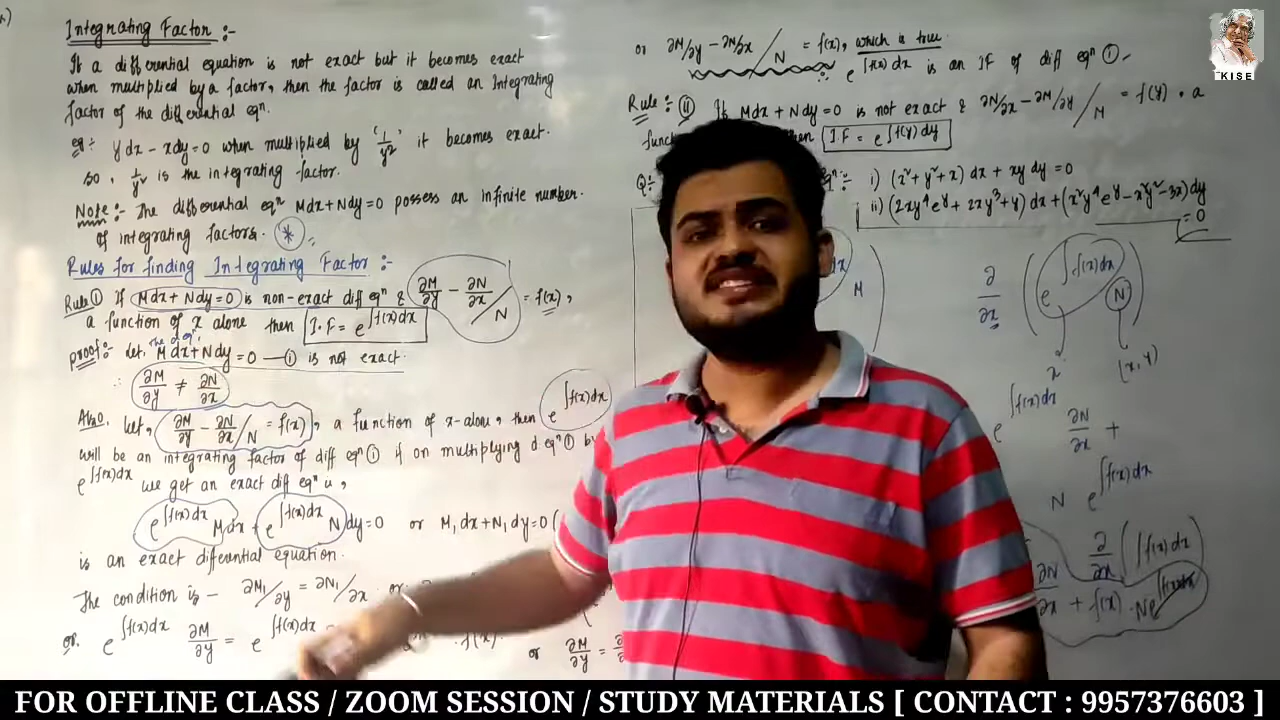 Integrating Factor :-
If a differential equation is not exact but it becomes exact
when multiplied by a factor, then the factor is called an Integrating
factor of the diff eqⁿ.
eg :- ydx - xdy = 0 when multiplied by '1/y²' it becomes exact.
so, 1/y² is the integrating factor.
Note :- The differential eqⁿ Mdx + Ndy = 0 possess an infinite number
of integrating factors. *
Rules for finding Integrating Factor :-
Rule ① If Mdx + Ndy = 0 is non-exact diff eqⁿ & ∂M/∂y - ∂N/∂x / N = f(x),
a function of x alone then I.F = e^∫f(x)dx
proof :- Let, the d. eqⁿ. Mdx + Ndy = 0 —① is not exact.
∴ ∂M/∂y ≠ ∂N/∂x
Also, Let, ∂M/∂y - ∂N/∂x / N = f(x), a function of x-alone, then e^∫f(x)dx
will be an integrating factor of diff eqⁿ ① if on multiplying d eqⁿ ① by
e^∫f(x)dx we get an exact diff eqⁿ
e^∫f(x)dx Mdx + e^∫f(x)dx N dy = 0 or M₁dx + N₁dy = 0 (
is an exact differential equation.
The condition is - ∂M₁/∂y = ∂N₁/∂x or
or e^∫f(x)dx ∂M/∂y = e^∫f(x)dx . f(x).
or ∂M/∂y =
or ∂M/∂y - ∂N/∂x / N = f(x), which is true.
∴ e^∫f(x)dx is an IF of diff eqⁿ ①.
Rule :- ⑪ If Mdx + Ndy = 0 is not exact & ∂N/∂x - ∂M/∂y / M = f(y), a
I.F = e^∫f(y)dy
Q:- i) (x² + y² + x) dx + xy dy = 0
ii) (2xy⁴e^y + 2xy³ + y) dx + (x²y⁴e^y - x²y² - 3x) dy = 0
dx
M
∂/∂x ( e^∫f(x)dx N )
x (x, y)
e^∫f(x)dx ∂N/∂x +
N e^∫f(x)dx
∂/∂x (∫f(x)dx)
∂N/∂x + f(x) . N e^∫f(x)dx
KISE
FOR OFFLINE CLASS / ZOOM SESSION / STUDY MATERIALS [ CONTACT : 9957376603 ]